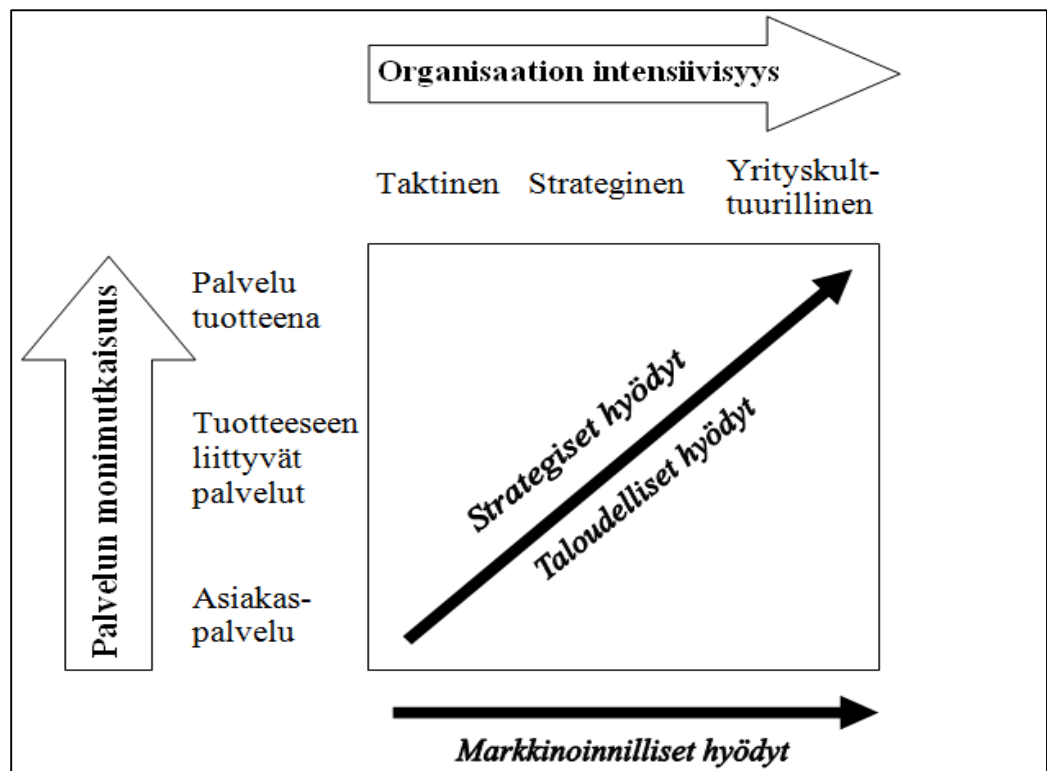 Organisaation intensiivisyys
Taktinen Strateginen Yrityskult-
tuurillinen
Palvelun monimutkaisuus
Palvelu
tuotteena
Tuotteeseen
liittyvät
palvelut
Asiakas-
palvelu
Strategiset hyödyt
Taloudelliset hyödyt
Markkinoinnilliset hyödyt